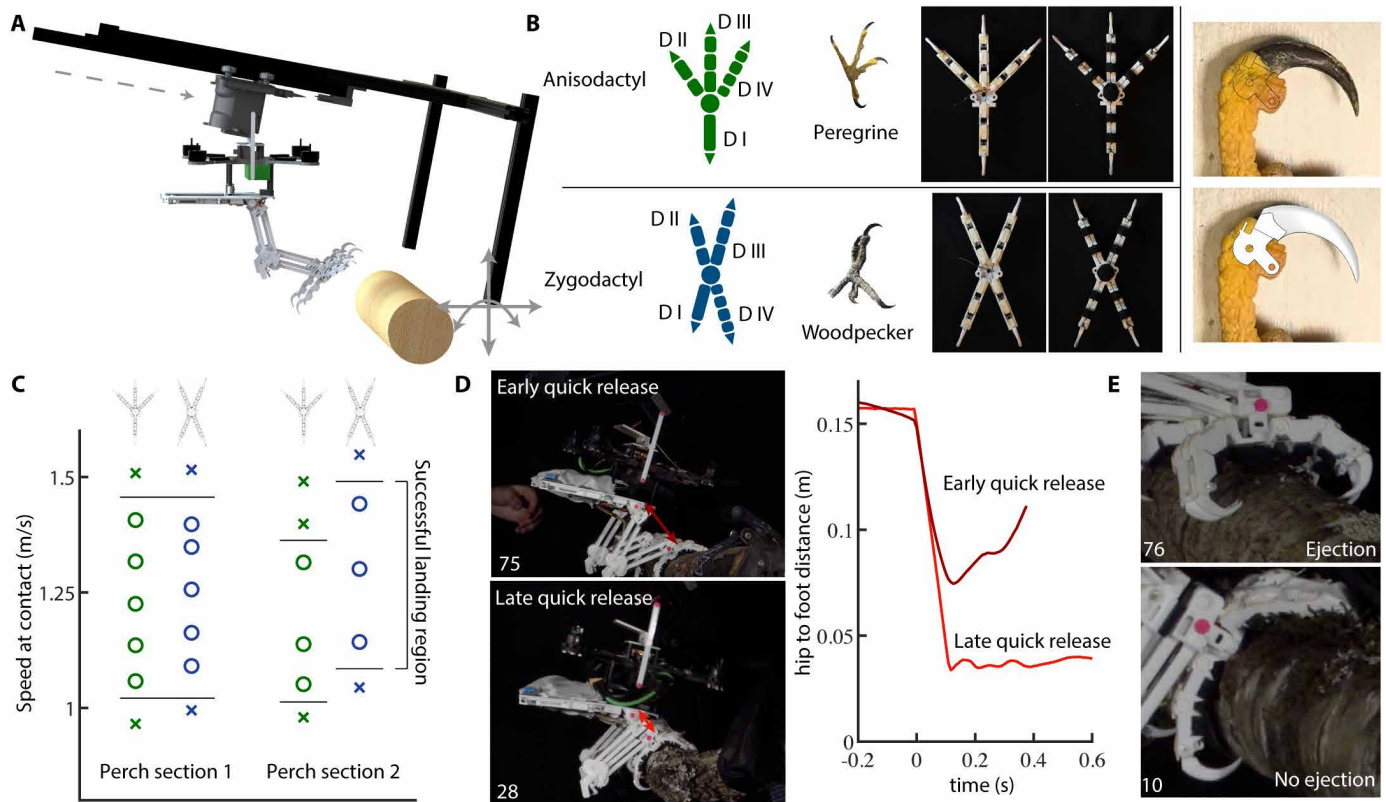 A
B
Anisodactyl
D II
D III
D IV
D I
Peregrine
Zygodactyl
D II
D III
D I
D IV
Woodpecker
C
Speed at contact (m/s)
1.5
1.25
1
Perch section 1
Perch section 2
Successful landing region
D
Early quick release
75
Late quick release
28
hip to foot distance (m)
0.15
0.1
0.05
0
-0.2
0
0.2
0.4
0.6
time (s)
Early quick release
Late quick release
E
76
Ejection
10
No ejection